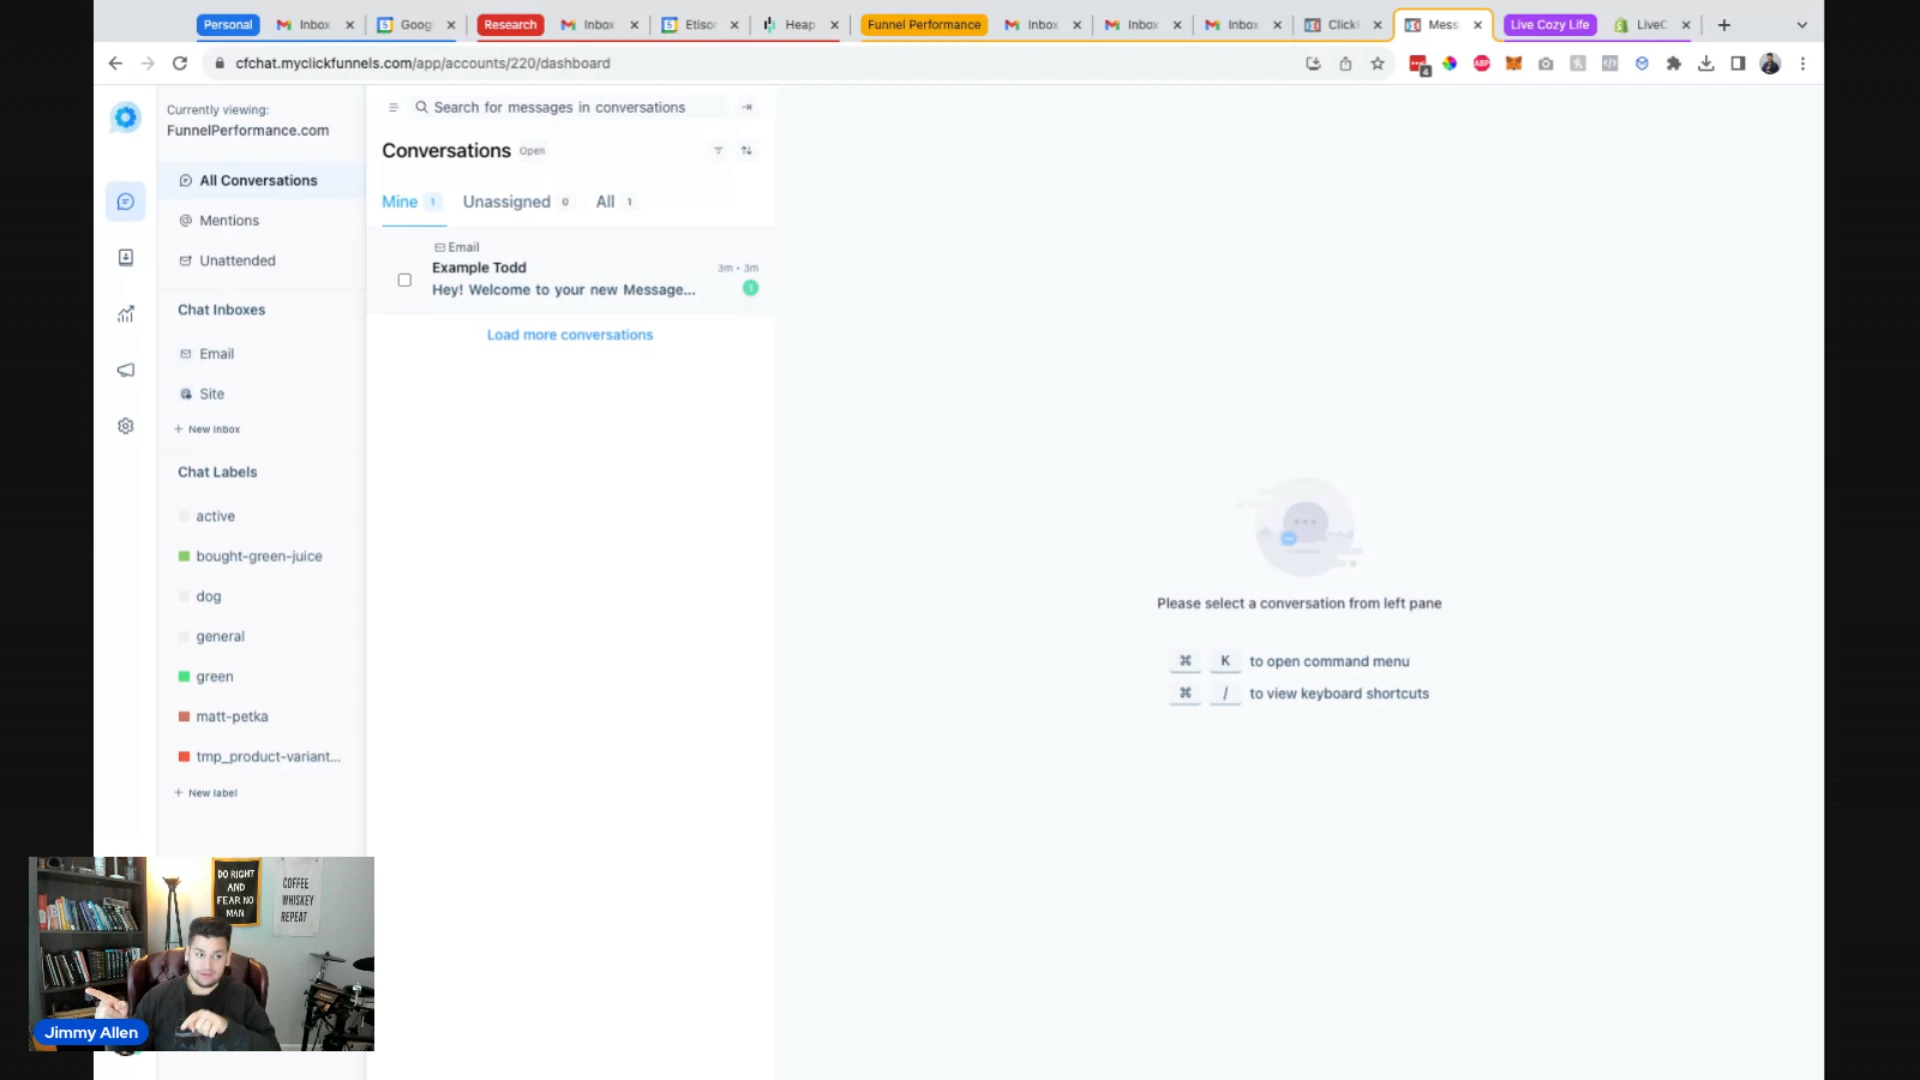 Personal
Inbox
Goog
Research
Inbox
Etisor
Heap
Funnel Performance
Inbox
Inbox
Inbox
Click
Mess
Live Cozy Life
LiveC
cfchat.myclickfunnels.com/app/accounts/220/dashboard
Currently viewing:
FunnelPerformance.com
All Conversations
Mentions
Unattended
Chat Inboxes
Email
Site
+ New inbox
Chat Labels
active
bought-green-juice
dog
general
green
matt-petka
tmp_product-variant...
+ New label
Search for messages in conversations
Conversations Open
Mine 1 Unassigned 0 All 1
Email
Example Todd 3m • 3m
Hey! Welcome to your new Message... 1
Load more conversations
Please select a conversation from left pane
⌘ K to open command menu
⌘ / to view keyboard shortcuts
DO RIGHT
AND
FEAR NO
MAN
COFFEE
WHISKEY
REPEAT
Jimmy Allen